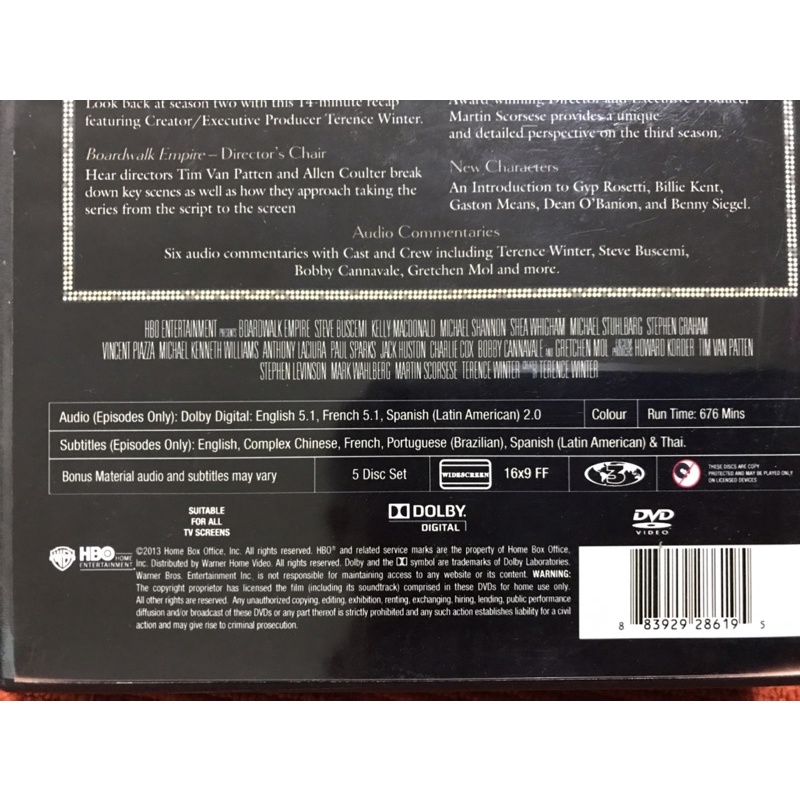 Look back at season two with this 14-minute recap
featuring Creator/Executive Producer Terence Winter.
Boardwalk Empire – Director's Chair
Hear directors Tim Van Patten and Allen Coulter break
down key scenes as well as how they approach taking the
series from the script to the screen
Award-winning Director and Executive Producer
Martin Scorsese provides a unique
and detailed perspective on the third season.
New Characters
An Introduction to Gyp Rosetti, Billie Kent,
Gaston Means, Dean O'Banion, and Benny Siegel.
Audio Commentaries
Six audio commentaries with Cast and Crew including Terence Winter, Steve Buscemi,
Bobby Cannavale, Gretchen Mol and more.
HBO ENTERTAINMENT PRESENTS BOARDWALK EMPIRE STEVE BUSCEMI KELLY MACDONALD MICHAEL SHANNON SHEA WHIGHAM MICHAEL STUHLBARG STEPHEN GRAHAM
VINCENT PIAZZA MICHAEL KENNETH WILLIAMS ANTHONY LACIURA PAUL SPARKS JACK HUSTON CHARLIE COX BOBBY CANNAVALE AND GRETCHEN MOL HOWARD KORDER TIM VAN PATTEN
STEPHEN LEVINSON MARK WAHLBERG MARTIN SCORSESE TERENCE WINTER TERENCE WINTER
Audio (Episodes Only): Dolby Digital: English 5.1, French 5.1, Spanish (Latin American) 2.0
Colour
Run Time: 676 Mins
Subtitles (Episodes Only): English, Complex Chinese, French, Portuguese (Brazilian), Spanish (Latin American) & Thai.
Bonus Material audio and subtitles may vary
5 Disc Set
WIDESCREEN
16x9 FF
3
THESE DISCS ARE COPY
PROTECTED AND MAY BE PLAYED ONLY
ON LICENSED DEVICES
SUITABLE
FOR ALL
TV SCREENS
DOLBY
DIGITAL
DVD
VIDEO
WB
HBO HOME
ENTERTAINMENT
©2013 Home Box Office, Inc. All rights reserved. HBO® and related service marks are the property of Home Box Office,
Inc. Distributed by Warner Home Video. All rights reserved. Dolby and the DD symbol are trademarks of Dolby Laboratories.
Warner Bros. Entertainment Inc. is not responsible for maintaining access to any website or its content. WARNING:
The copyright proprietor has licensed the film (including its soundtrack) comprised in these DVDs for home use only.
All other rights are reserved. Any unauthorized copying, editing, exhibition, renting, exchanging, hiring, lending, public performance
diffusion and/or broadcast of these DVDs or any part thereof is strictly prohibited and any such action establishes liability for a civil
action and may give rise to criminal prosecution.
8 83929 28619 5